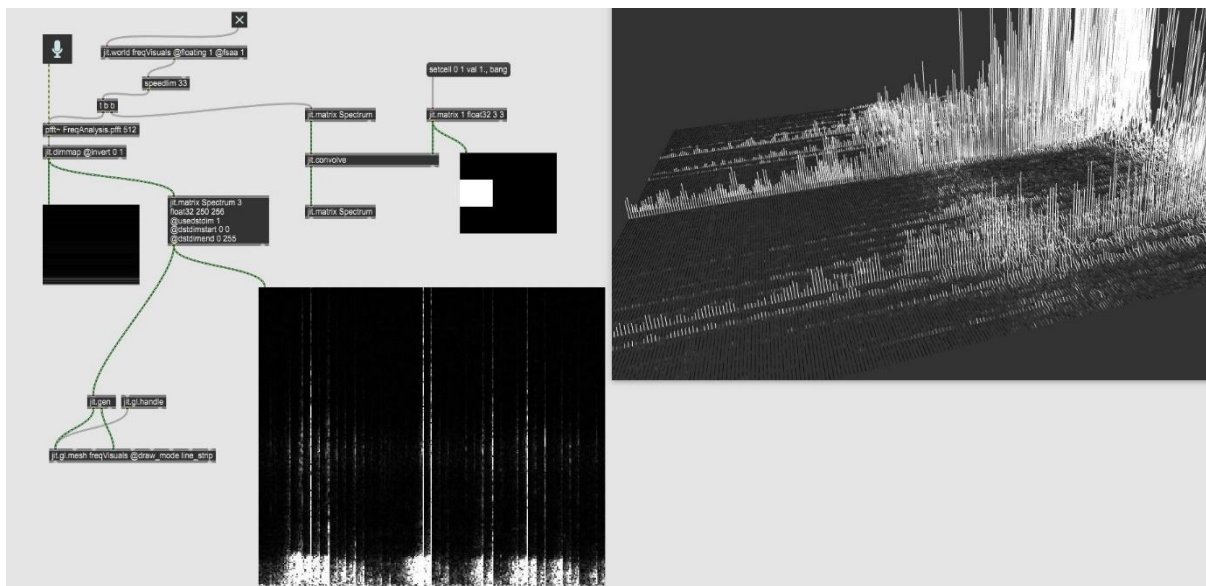 jit.world freqVisuals @floating 1 @fsaa 1
speedlim 33
setcell 0 1 val 1., bang
t b b
jit.matrix Spectrum
jit.matrix 1 float32 3 3
pfft~ FreqAnalysis.pfft 512
jit.dimmap @invert 0 1
jit.convolve
jit.matrix Spectrum 3
float32 250 256
@usedstdim 1
@dstdimstart 0 0
@dstdimend 0 255
jit.matrix Spectrum
jit.gen
jit.gl.handle
jit.gl.mesh freqVisuals @draw_mode line_strip